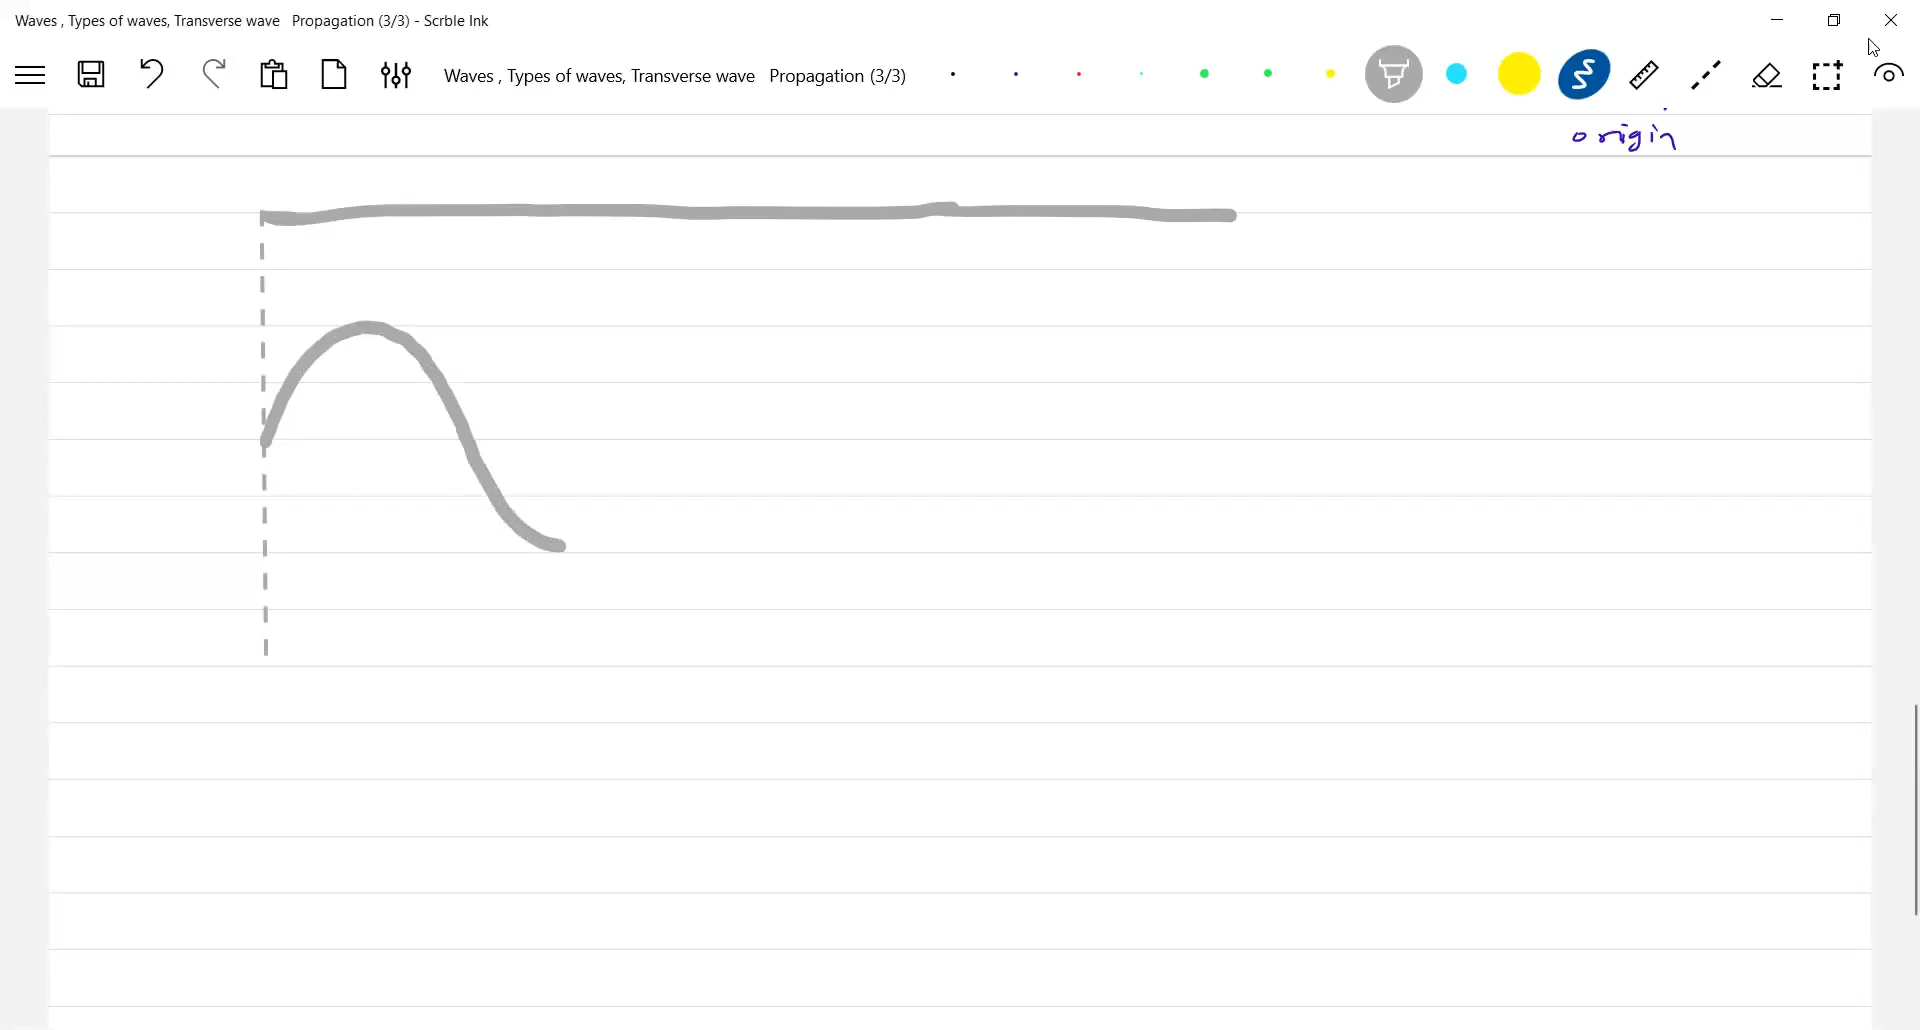 Waves , Types of waves, Transverse wave   Propagation (3/3) - Scrble Ink
Waves , Types of waves, Transverse wave   Propagation (3/3)
origin